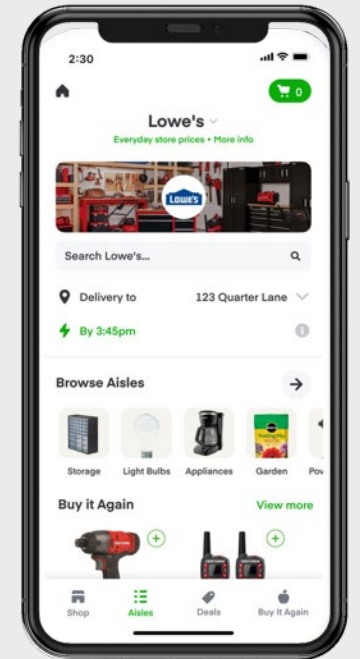 2:30
0
Lowe's
Everyday store prices • More info
LOWE'S
Search Lowe's...
Delivery to 123 Quarter Lane
By 3:45pm
Browse Aisles
Storage Light Bulbs Appliances Garden Pow
Buy it Again View more
Shop Aisles Deals Buy It Again